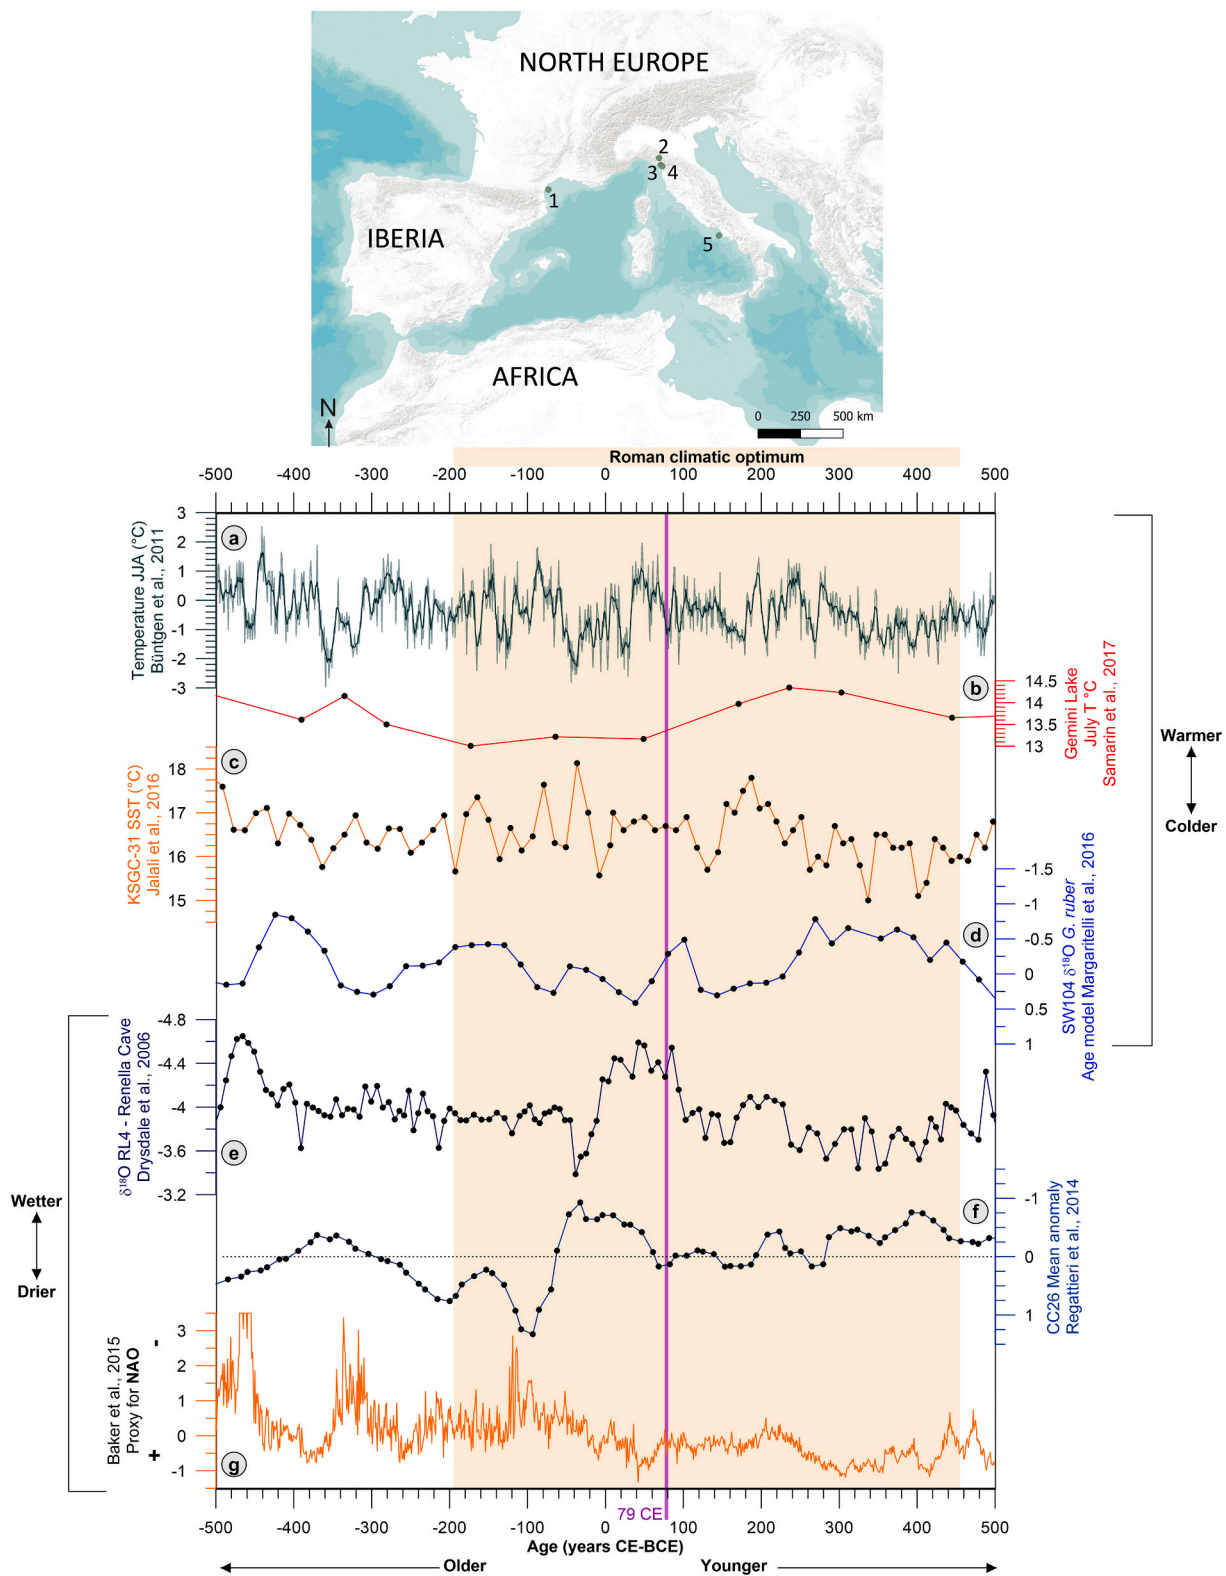 NORTH EUROPE
2
3 4
1
IBERIA
5
AFRICA
N
0 250 500 km
Roman climatic optimum
-500 -400 -300 -200 -100 0 100 200 300 400 500
a
3
2
1
0
-1
-2
-3
Temperature JJA (°C)
Büntgen et al., 2011
b
14.5
14
13.5
13
Gemini Lake
July T °C
Samarin et al., 2017
c
18
17
16
15
KSGC-31 SST (°C)
Jalali et al., 2016
Warmer
Colder
d
-1.5
-1
-0.5
0
0.5
1
SW104 δ¹⁸O G. ruber
Age model Margaritelli et al., 2016
-4.8
-4.4
-4
-3.6
-3.2
e
δ¹⁸O RL4 - Renella Cave
Drysdale et al., 2006
Wetter
Drier
f
-1
0
1
CC26 Mean anomaly
Regattieri et al., 2014
3
2
1
0
-1
-
+
Baker et al., 2015
Proxy for NAO
g
79 CE
-500 -400 -300 -200 -100 0 100 200 300 400 500
Age (years CE-BCE)
Older Younger